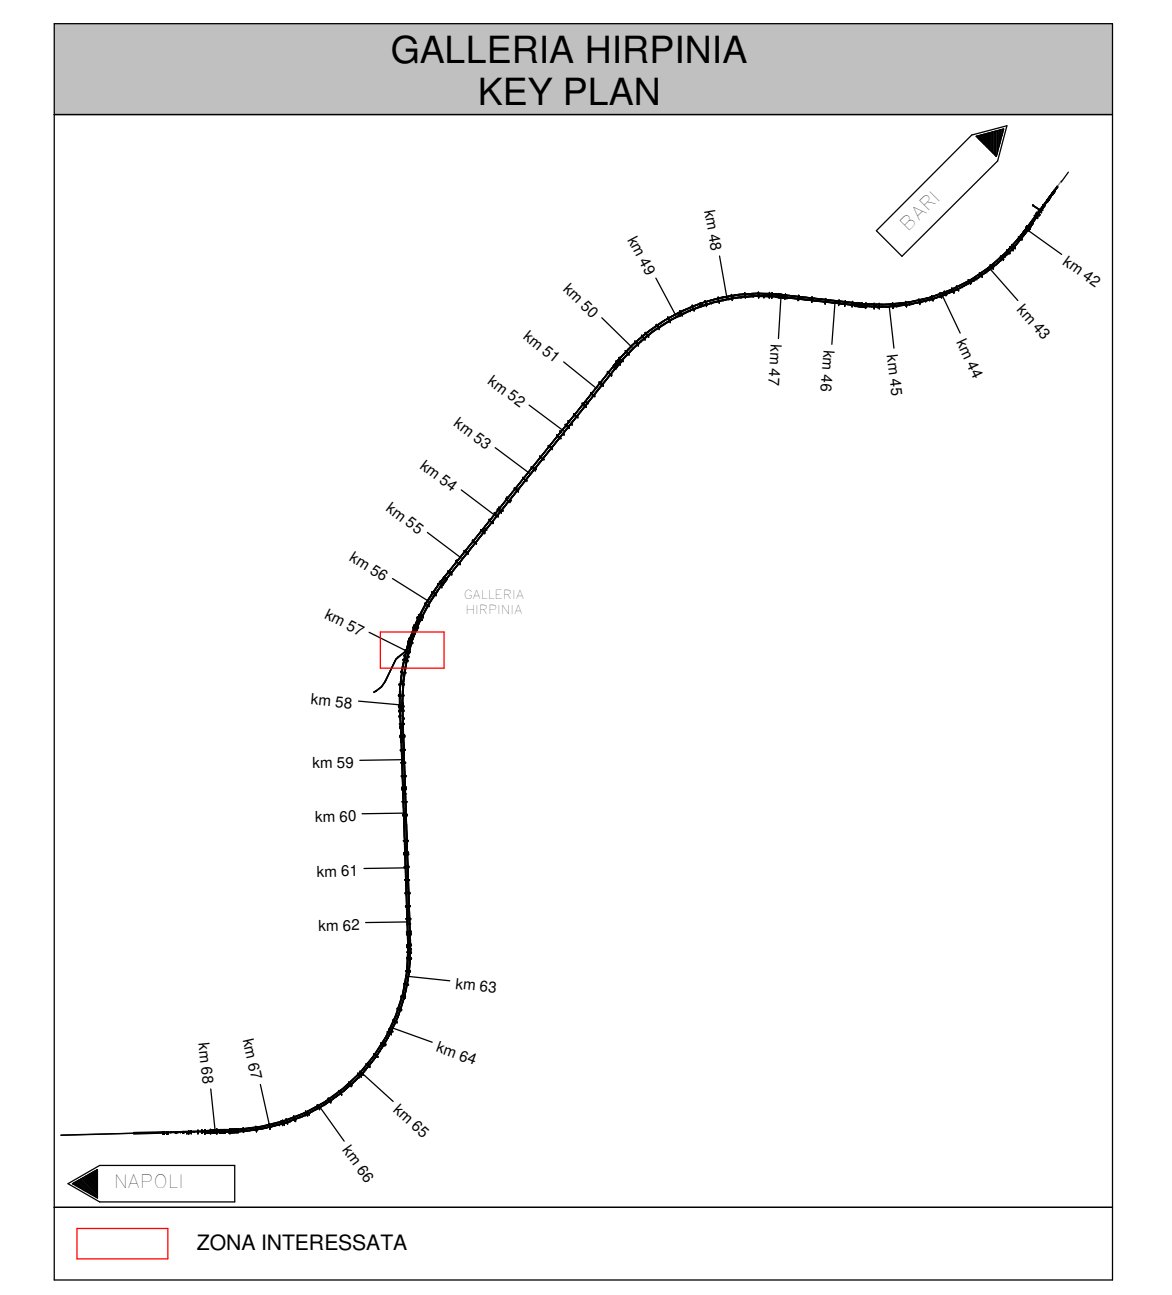 GALLERIA HIRPINIA
KEY PLAN
BARI
km 42
km 43
km 44
km 45
km 46
km 47
km 48
km 49
km 50
km 51
km 52
km 53
km 54
km 55
km 56
GALLERIA
HIRPINIA
km 57
km 58
km 59
km 60
km 61
km 62
km 63
km 64
km 65
km 66
km 67
km 68
NAPOLI
ZONA INTERESSATA